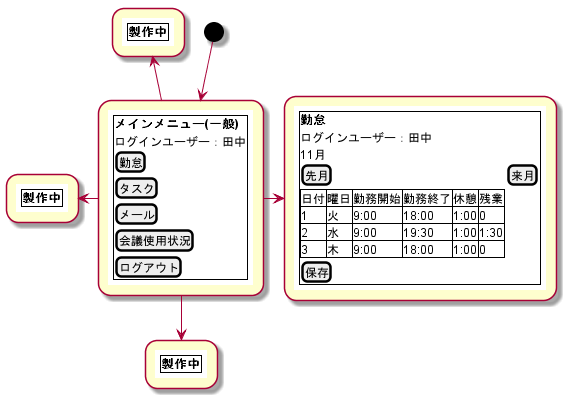 製作中
製作中
メインメニュー(一般)
ログインユーザー：田中
勤怠
タスク
メール
会議使用状況
ログアウト
勤怠
ログインユーザー：田中
11月
先月 来月
日付 曜日 勤務開始 勤務終了 休憩 残業
1 火 9:00 18:00 1:00 0
2 水 9:00 19:30 1:00 1:30
3 木 9:00 18:00 1:00 0
保存
製作中